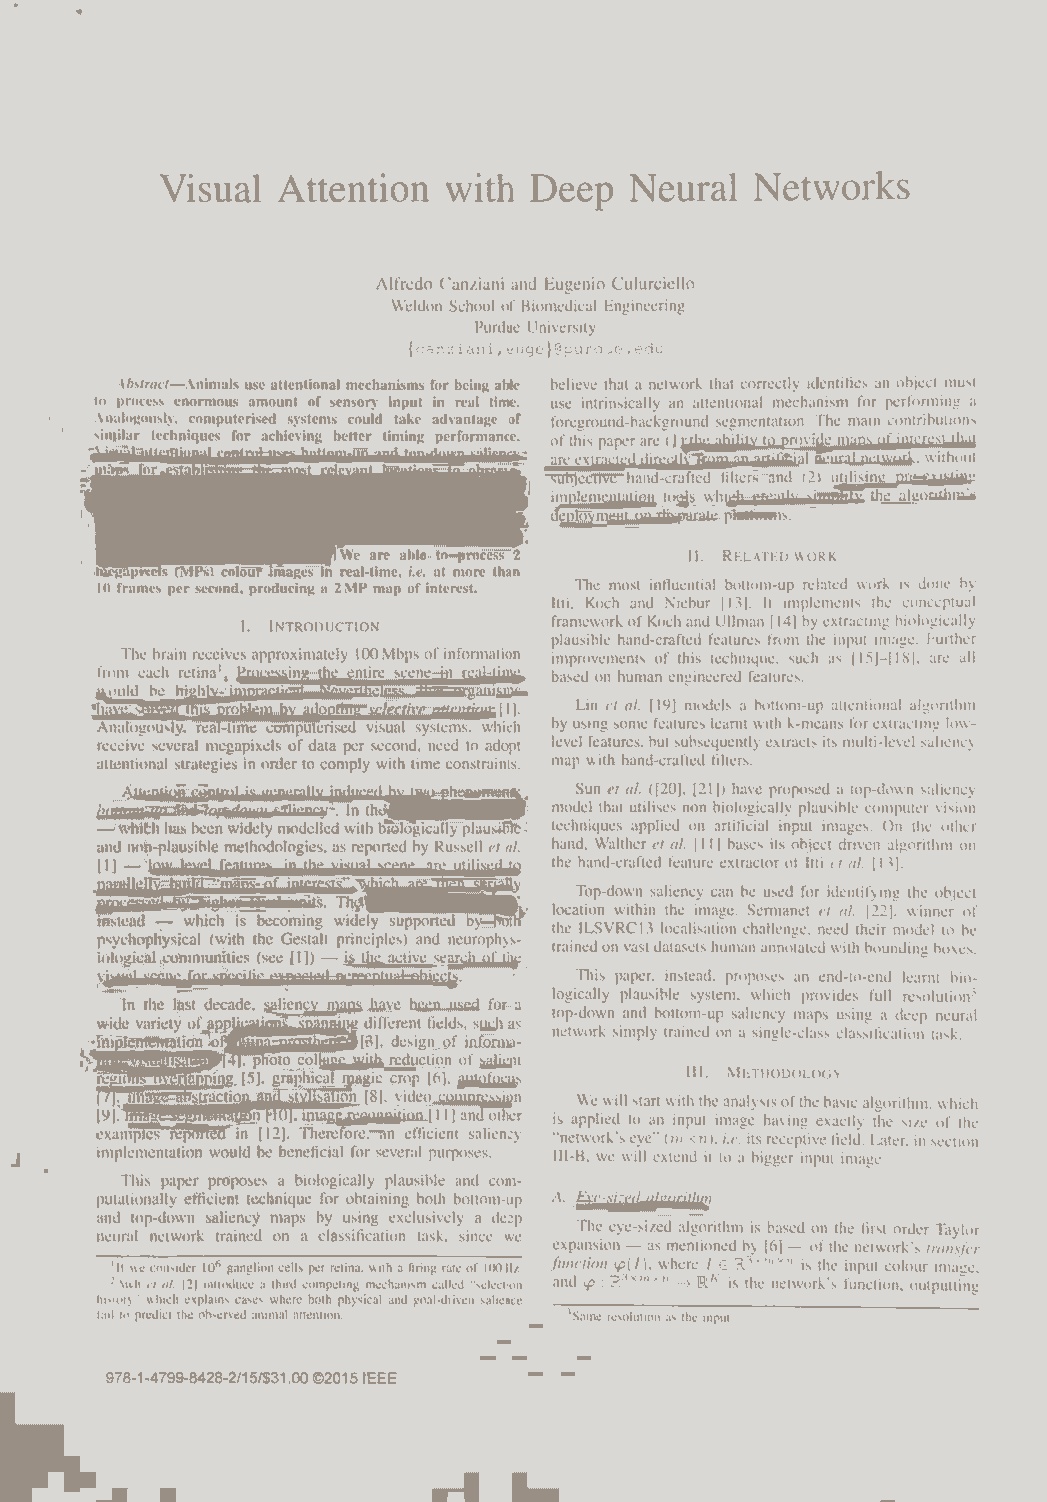 Visual Attention with Deep Neural Networks
Alfredo Canziani and Eugenio Culurciello
Weldon School of Biomedical Engineering
Purdue University
{canziani,euge}@purdue.edu
Abstract—Animals use attentional mechanisms for being able
to process enormous amount of sensory input in real time.
Analogously, computerised systems could take advantage of
similar techniques for achieving better timing performance.
Visual attentional control uses bottom-up and top-down saliency
maps for establishing the most relevant locations to observe.
We are able to process 2
megapixels (MPs) colour images in real-time, i.e. at more than
10 frames per second, producing a 2 MP map of interest.
I. INTRODUCTION
The brain receives approximately 100 Mbps of information
from each retina¹. Processing the entire scene in real-time
would be highly impractical. Nevertheless, organisms
have solved this problem by adopting selective attention [1].
Analogously, real-time computerised visual systems, which
receive several megapixels of data per second, need to adopt
attentional strategies in order to comply with time constraints.
Attention control is generally induced by two phenomena:
bottom-up and top-down saliency². In the
— which has been widely modelled with biologically plausible
and non-plausible methodologies, as reported by Russell et al.
[1] — low level features, in the visual scene, are utilised to
parallelly build "maps of interests" which are then serially
processed by higher units. The
instead — which is becoming widely supported by both
psychophysical (with the Gestalt principles) and neurophys-
iological communities (see [1]) — is the active search of the
visual scene for specific expected perceptual objects.
In the last decade, saliency maps have been used for a
wide variety of applications, spanning different fields, such as
implementation of retina prosthesis [3], design of informa-
tion visualisation [4], photo collage with reduction of salient
regions overlapping [5], graphical magic crop [6], autofocus
[7], image abstraction and stylisation [8], video compression
[9], image segmentation [10], image recognition [11] and other
examples reported in [12]. Therefore, an efficient saliency
implementation would be beneficial for several purposes.
This paper proposes a biologically plausible and com-
putationally efficient technique for obtaining both bottom-up
and top-down saliency maps by using exclusively a deep
neural network trained on a classification task, since we
¹If we consider 10⁶ ganglion cells per retina, with a firing rate of 100 Hz.
²Awh et al. [2] introduce a third competing mechanism called "selection
history" which explains cases where both physical and goal-driven salience
fail to predict the observed animal attention.
978-1-4799-8428-2/15/$31.00 ©2015 IEEE
believe that a network that correctly identifies an object must
use intrinsically an attentional mechanism for performing a
foreground-background segmentation. The main contributions
of this paper are (1) the ability to provide maps of interest that
are extracted directly from an artificial neural network, without
subjective hand-crafted filters and (2) utilising pre-existing
implementation tools which greatly simplify the algorithm's
deployment on disparate platforms.
II. RELATED WORK
The most influential bottom-up related work is done by
Itti, Koch and Niebur [13]. It implements the conceptual
framework of Koch and Ullman [14] by extracting biologically
plausible hand-crafted features from the input image. Further
improvements of this technique, such as [15]–[18], are all
based on human engineered features.
Lin et al. [19] models a bottom-up attentional algorithm
by using some features learnt with k-means for extracting low-
level features, but subsequently extracts its multi-level saliency
map with hand-crafted filters.
Sun et al. ([20], [21]) have proposed a top-down saliency
model that utilises non biologically plausible computer vision
techniques applied on artificial input images. On the other
hand, Walther et al. [11] bases its object driven algorithm on
the hand-crafted feature extractor of Itti et al. [13].
Top-down saliency can be used for identifying the object
location within the image. Sermanet et al. [22], winner of
the ILSVRC13 localisation challenge, need their model to be
trained on vast datasets human annotated with bounding boxes.
This paper, instead, proposes an end-to-end learnt bio-
logically plausible system, which provides full resolution³
top-down and bottom-up saliency maps using a deep neural
network simply trained on a single-class classification task.
III. METHODOLOGY
We will start with the analysis of the basic algorithm, which
is applied to an input image having exactly the size of the
"network's eye" (m × n), i.e. its receptive field. Later, in section
III-B, we will extend it to a bigger input image
A. Eye-sized algorithm
The eye-sized algorithm is based on the first order Taylor
expansion — as mentioned by [6] — of the network's transfer
function φ(I), where I ∈ ℝ³ˣᵐˣⁿ is the input colour image,
and φ : ℝ³ˣᵐˣⁿ → ℝᴷ is the network's function, outputting
³Same resolution as the input